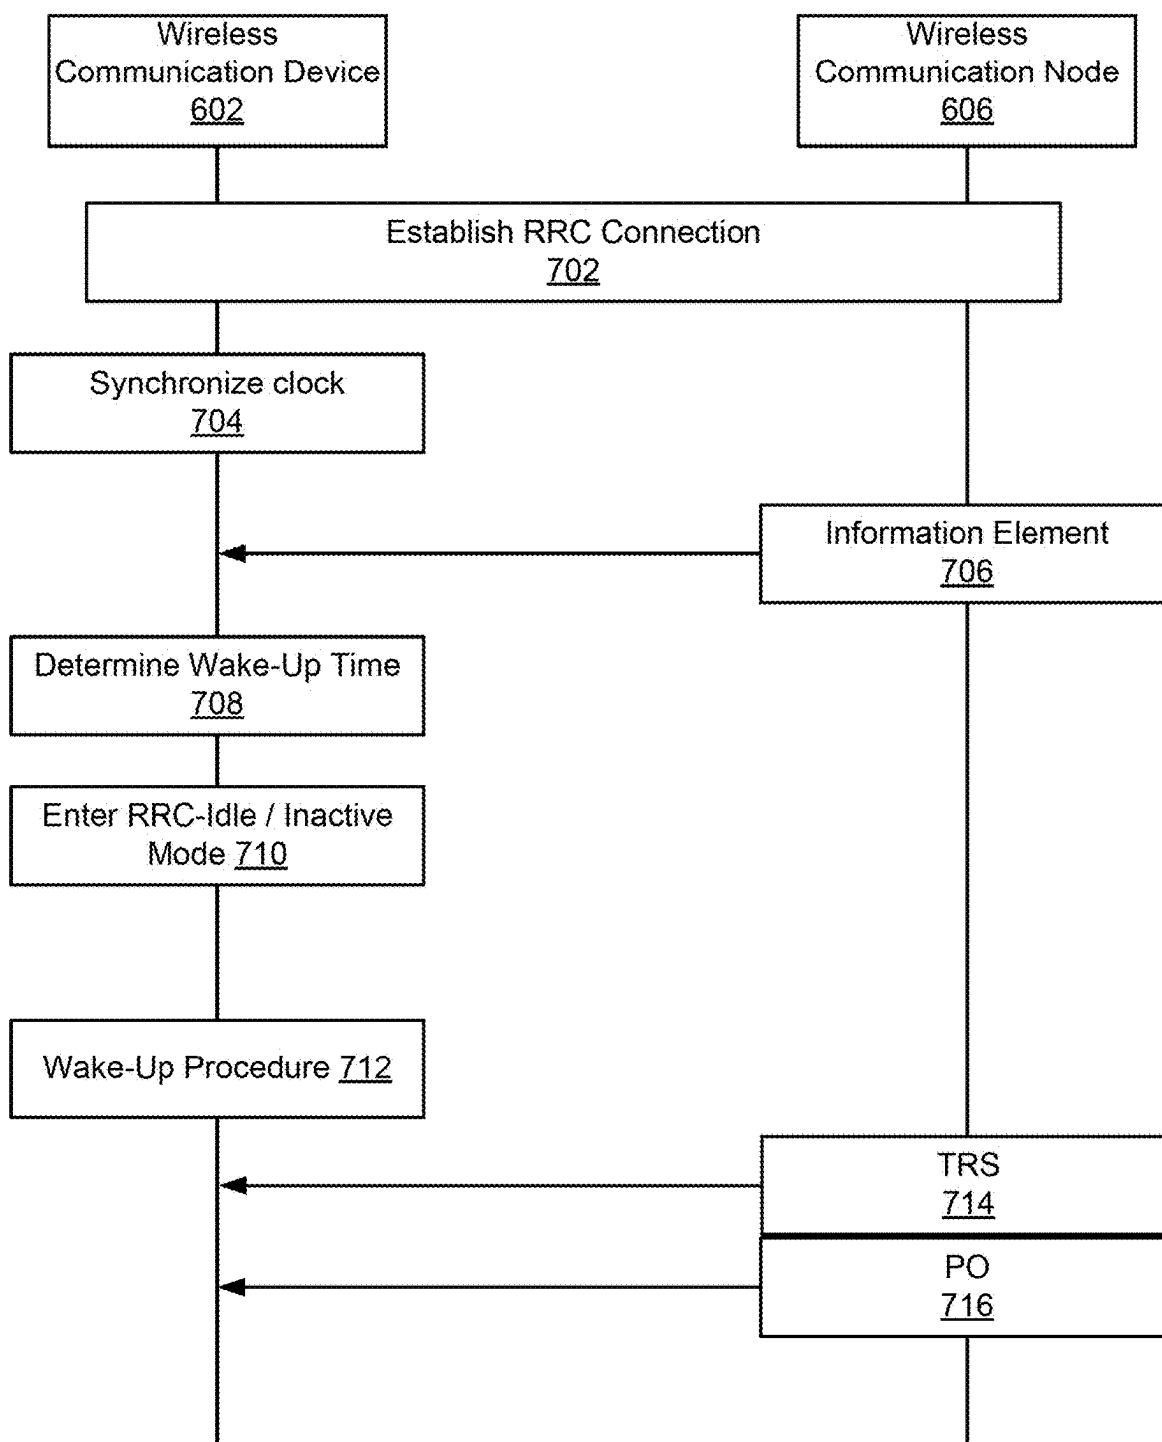 Wireless
Communication Device
602
Wireless
Communication Node
606
Establish RRC Connection
702
Synchronize clock
704
Information Element
706
Determine Wake-Up Time
708
Enter RRC-Idle / Inactive
Mode 710
Wake-Up Procedure 712
TRS
714
PO
716